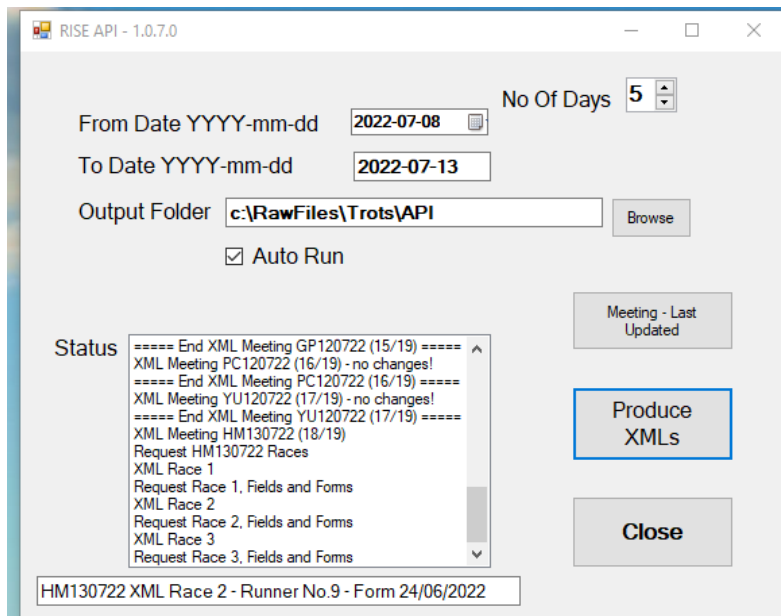 RISE API - 1.0.7.0
No Of Days 5
From Date YYYY-mm-dd 2022-07-08
To Date YYYY-mm-dd 2022-07-13
Output Folder c:\RawFiles\Trots\API Browse
Auto Run
Meeting - Last
Updated
Status
===== End XML Meeting GP120722 (15/19) =====
XML Meeting PC120722 (16/19) - no changes!
===== End XML Meeting PC120722 (16/19) =====
XML Meeting YU120722 (17/19) - no changes!
===== End XML Meeting YU120722 (17/19) =====
XML Meeting HM130722 (18/19)
Request HM130722 Races
XML Race 1
Request Race 1, Fields and Forms
XML Race 2
Request Race 2, Fields and Forms
XML Race 3
Request Race 3, Fields and Forms
Produce
XMLs
Close
HM130722 XML Race 2 - Runner No.9 - Form 24/06/2022